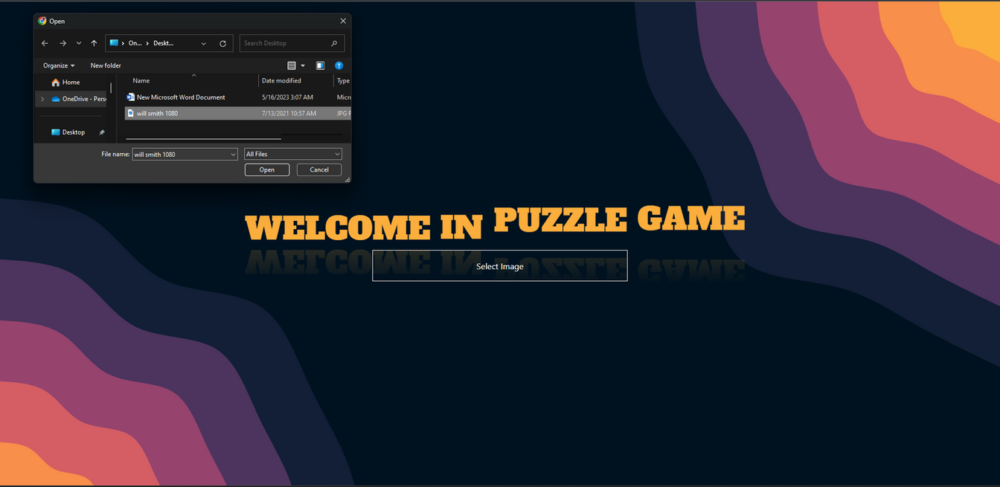 Open
On... > Deskt...
Search Desktop
Organize
New folder
Name
Date modified
Type
Home
New Microsoft Word Document
5/16/2023 3:07 AM
Micro
OneDrive - Pers
will smith 1080
7/13/2021 10:57 AM
JPG F
Desktop
File name:
will smith 1080
All Files
Open
Cancel
WELCOME IN PUZZLE GAME
Select Image